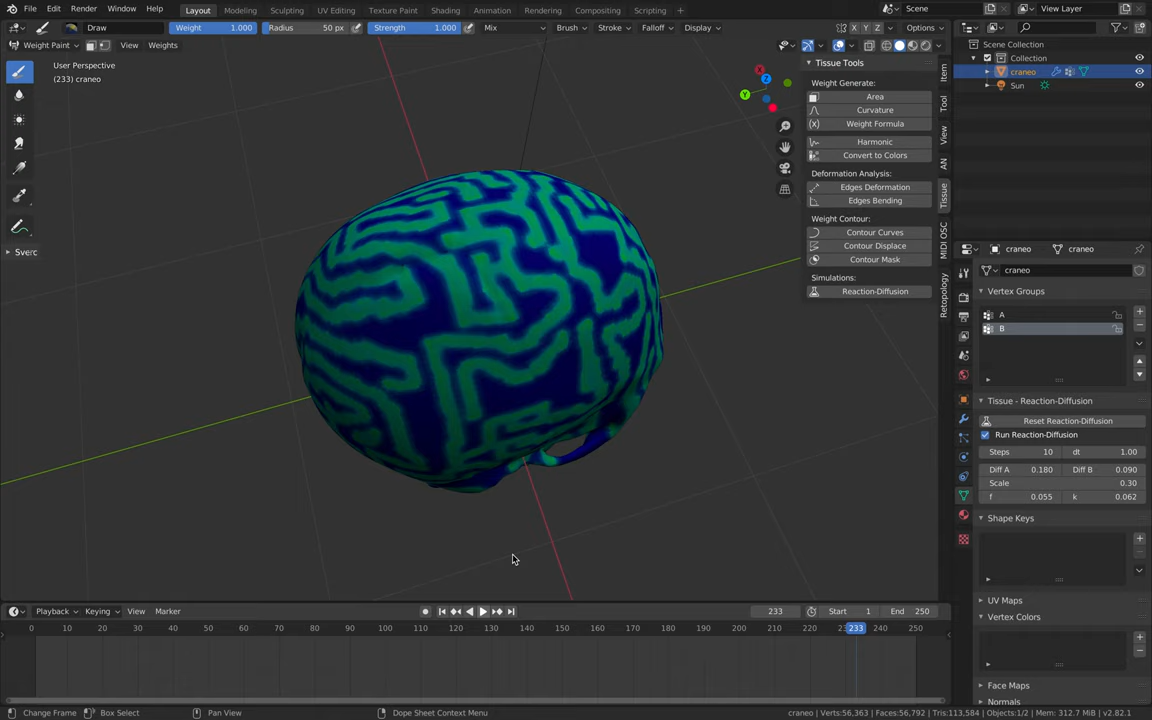 File Edit Render Window Help Layout Modeling Sculpting UV Editing Texture Paint Shading Animation Rendering Compositing Scripting Scene View Layer
Draw Weight 1.000 Radius 50 px Strength 1.000 Mix Brush Stroke Falloff Display X Y Z Options
Weight Paint View Weights
User Perspective
(233) craneo
Sverc
X
Z
Y
Tissue Tools
Weight Generate:
Area
Curvature
Weight Formula
Harmonic
Convert to Colors
Deformation Analysis:
Edges Deformation
Edges Bending
Weight Contour:
Contour Curves
Contour Displace
Contour Mask
Simulations:
Reaction-Diffusion
Item
Tool
View
AN
Tissue
MIDI OSC
Retopology
Scene Collection
Collection
craneo
Sun
craneo craneo
craneo
Vertex Groups
A
B
Tissue - Reaction-Diffusion
Reset Reaction-Diffusion
Run Reaction-Diffusion
Steps 10 dt 1.00
Diff A 0.180 Diff B 0.090
Scale 0.30
f 0.055 k 0.062
Shape Keys
UV Maps
Vertex Colors
Face Maps
Normals
Playback Keying View Marker 233 Start 1 End 250
0 10 20 30 40 50 60 70 80 90 100 110 120 130 140 150 160 170 180 190 200 210 220 233 240 250
Change Frame Box Select Pan View Dope Sheet Context Menu craneo | Verts:56,363 | Faces:56,792 | Tris:113,584 | Objects:1/2 | Mem: 312.7 MiB | v2.82.1